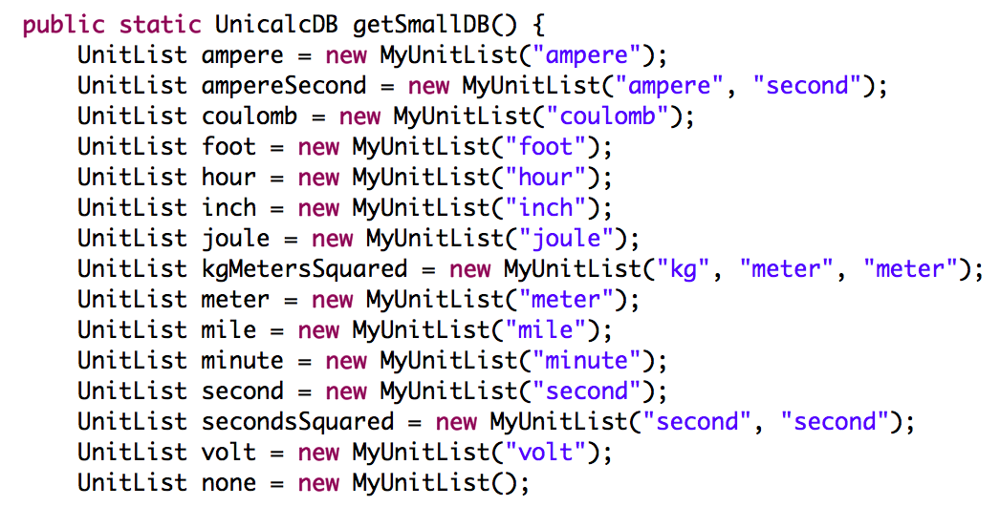 public static UnicalcDB getSmallDB() {
    UnitList ampere = new MyUnitList("ampere");
    UnitList ampereSecond = new MyUnitList("ampere", "second");
    UnitList coulomb = new MyUnitList("coulomb");
    UnitList foot = new MyUnitList("foot");
    UnitList hour = new MyUnitList("hour");
    UnitList inch = new MyUnitList("inch");
    UnitList joule = new MyUnitList("joule");
    UnitList kgMetersSquared = new MyUnitList("kg", "meter", "meter");
    UnitList meter = new MyUnitList("meter");
    UnitList mile = new MyUnitList("mile");
    UnitList minute = new MyUnitList("minute");
    UnitList second = new MyUnitList("second");
    UnitList secondsSquared = new MyUnitList("second", "second");
    UnitList volt = new MyUnitList("volt");
    UnitList none = new MyUnitList();